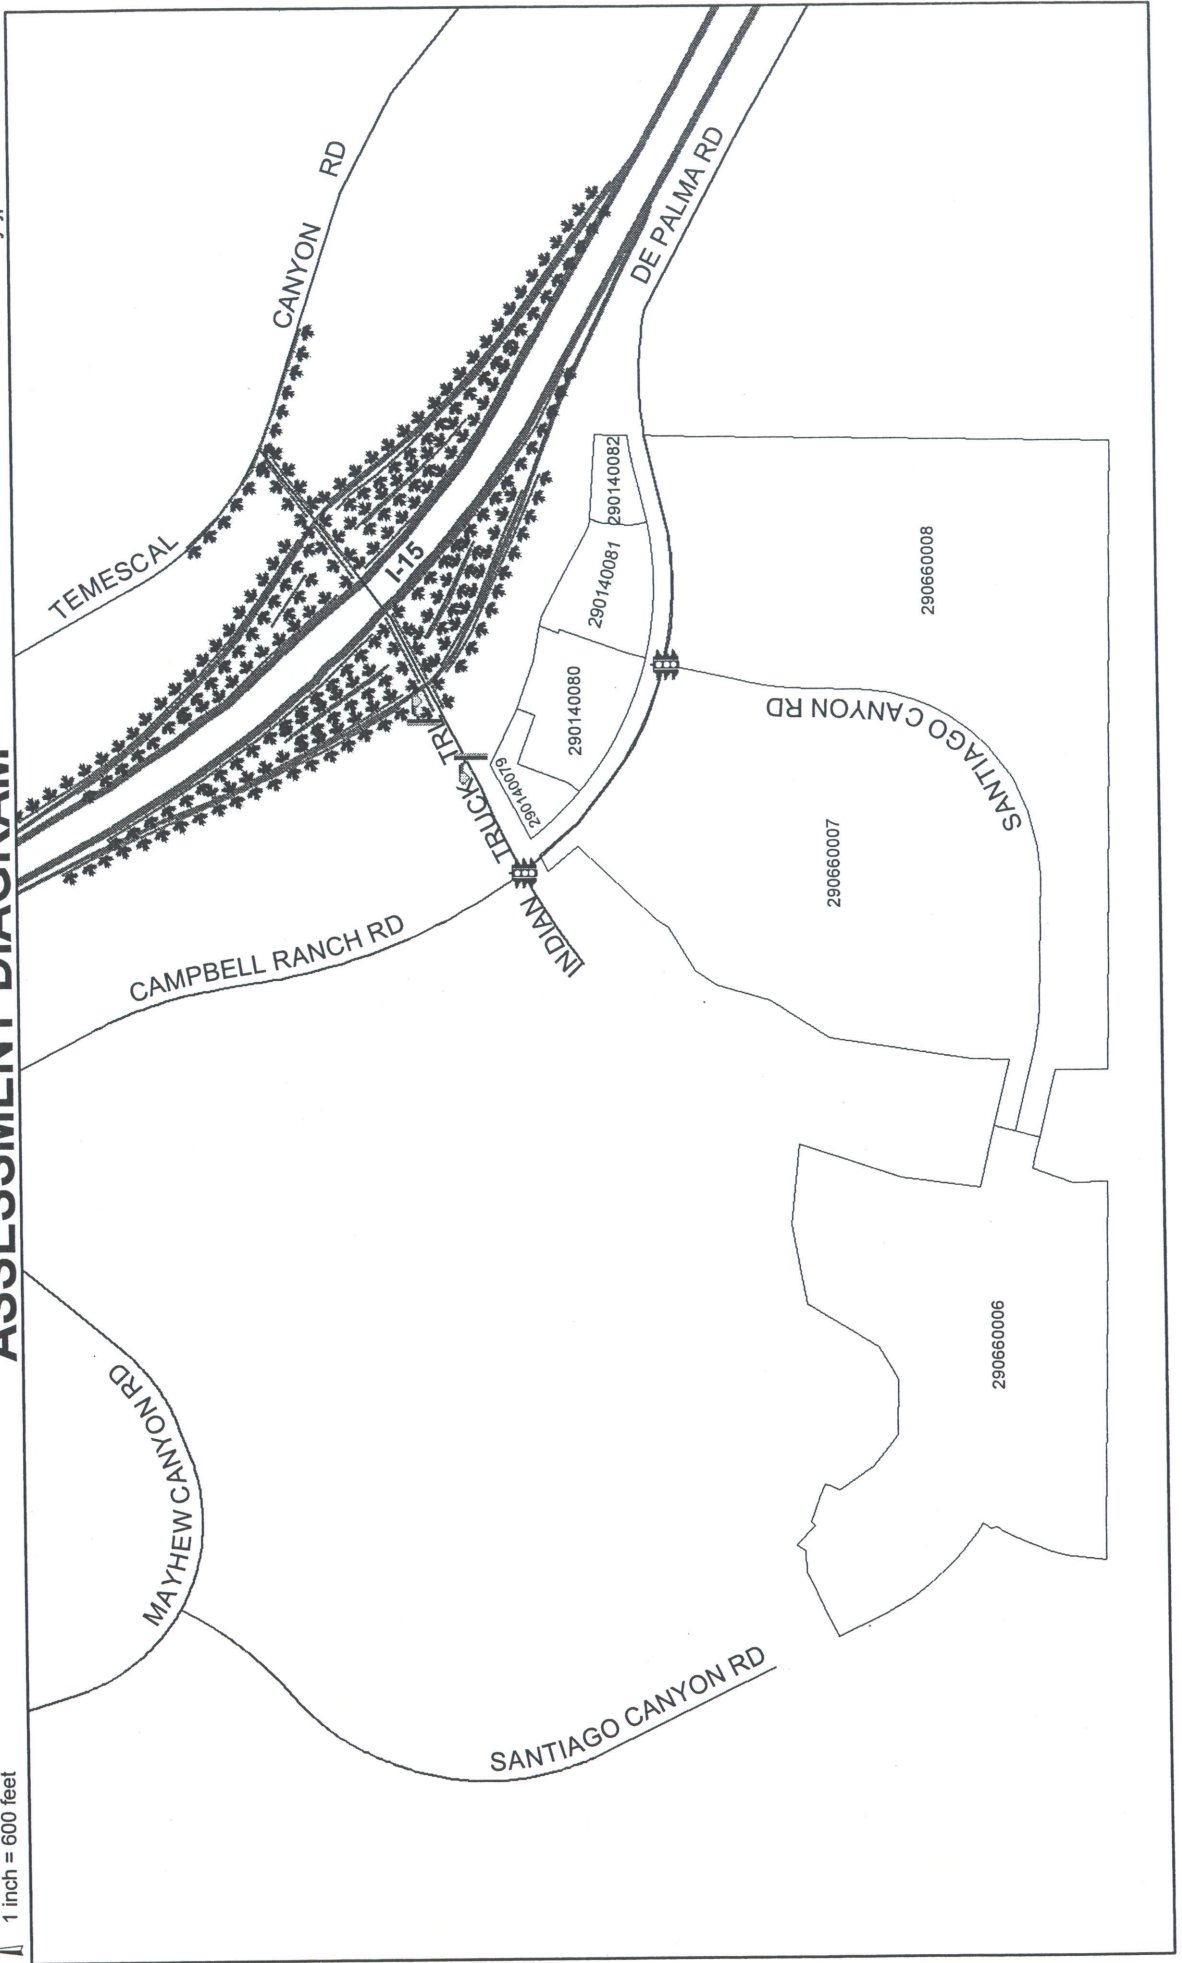 ASSESSMENT DIAGRAM
1 inch = 600 feet
TEMESCAL
CANYON
RD
I-15
DE PALMA RD
CAMPBELL RANCH RD
INDIAN
TRUCK
MAYHEW CANYON RD
SANTIAGO CANYON RD
SANTIAGO CANYON RD
290140079
290140080
290140081
290140082
290660008
290660007
290660006